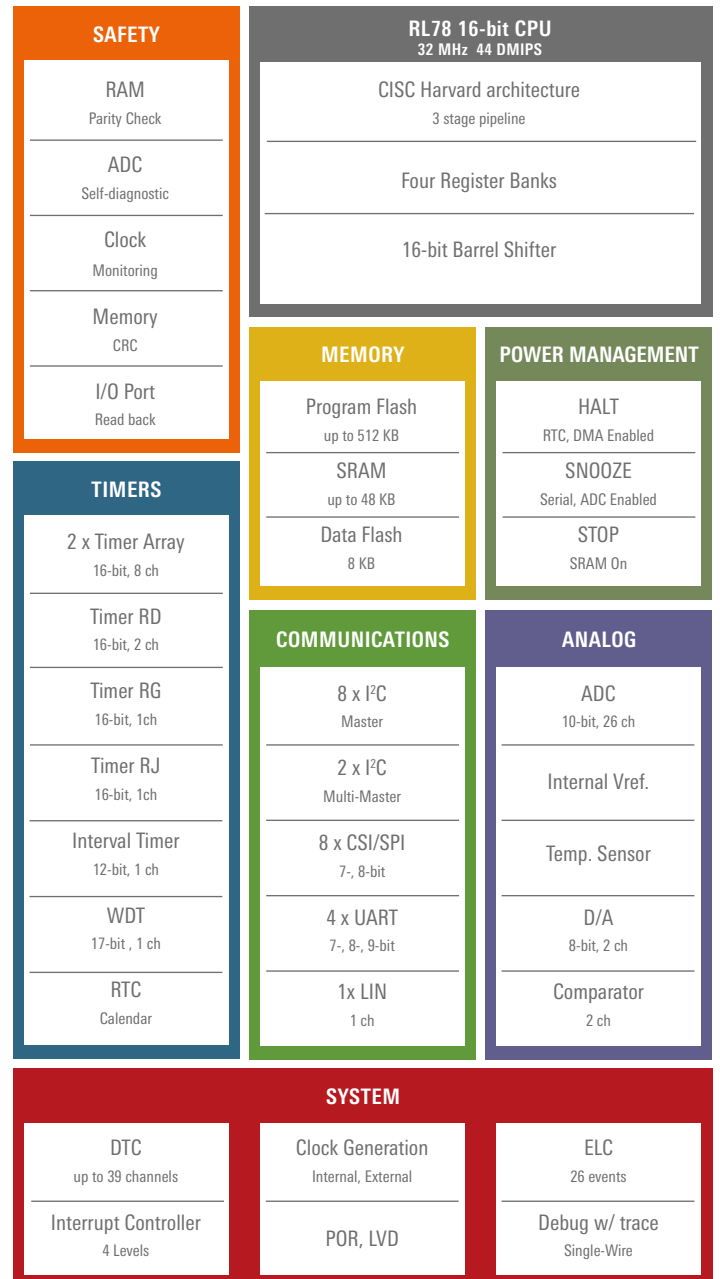 SAFETY
RAM
Parity Check
ADC
Self-diagnostic
Clock
Monitoring
Memory
CRC
I/O Port
Read back
RL78 16-bit CPU
32 MHz 44 DMIPS
CISC Harvard architecture
3 stage pipeline
Four Register Banks
16-bit Barrel Shifter
MEMORY
Program Flash
up to 512 KB
SRAM
up to 48 KB
Data Flash
8 KB
POWER MANAGEMENT
HALT
RTC, DMA Enabled
SNOOZE
Serial, ADC Enabled
STOP
SRAM On
TIMERS
2 x Timer Array
16-bit, 8 ch
Timer RD
16-bit, 2 ch
Timer RG
16-bit, 1ch
Timer RJ
16-bit, 1ch
Interval Timer
12-bit, 1 ch
WDT
17-bit , 1 ch
RTC
Calendar
COMMUNICATIONS
8 x I²C
Master
2 x I²C
Multi-Master
8 x CSI/SPI
7-, 8-bit
4 x UART
7-, 8-, 9-bit
1x LIN
1 ch
ANALOG
ADC
10-bit, 26 ch
Internal Vref.
Temp. Sensor
D/A
8-bit, 2 ch
Comparator
2 ch
SYSTEM
DTC
up to 39 channels
Interrupt Controller
4 Levels
Clock Generation
Internal, External
POR, LVD
ELC
26 events
Debug w/ trace
Single-Wire